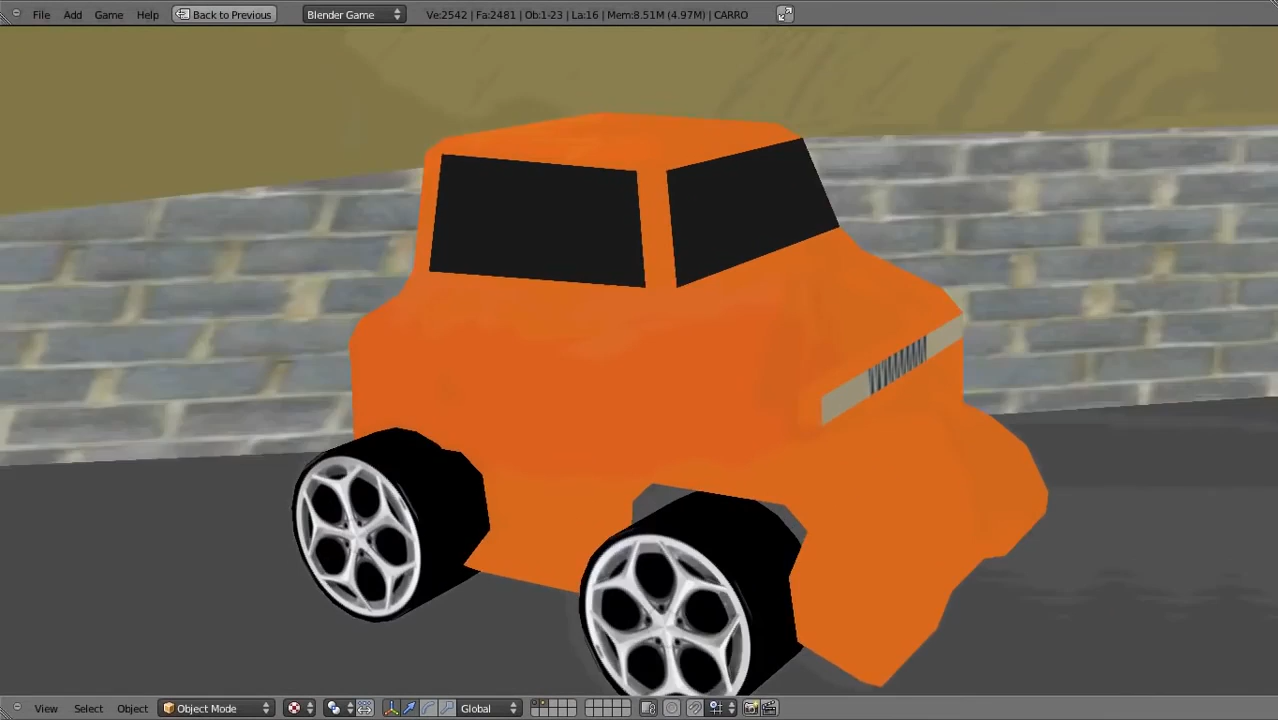 File Add Game Help Back to Previous Blender Game Ve:2542 | Fa:2481 | Ob:1-23 | La:16 | Mem:8.51M (4.97M) | CARRO
View Select Object Object Mode Global